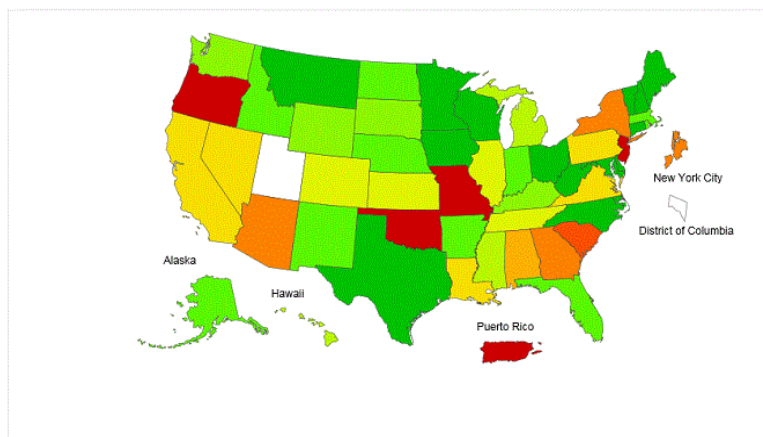 New York City
District of Columbia
Alaska
Hawaii
Puerto Rico